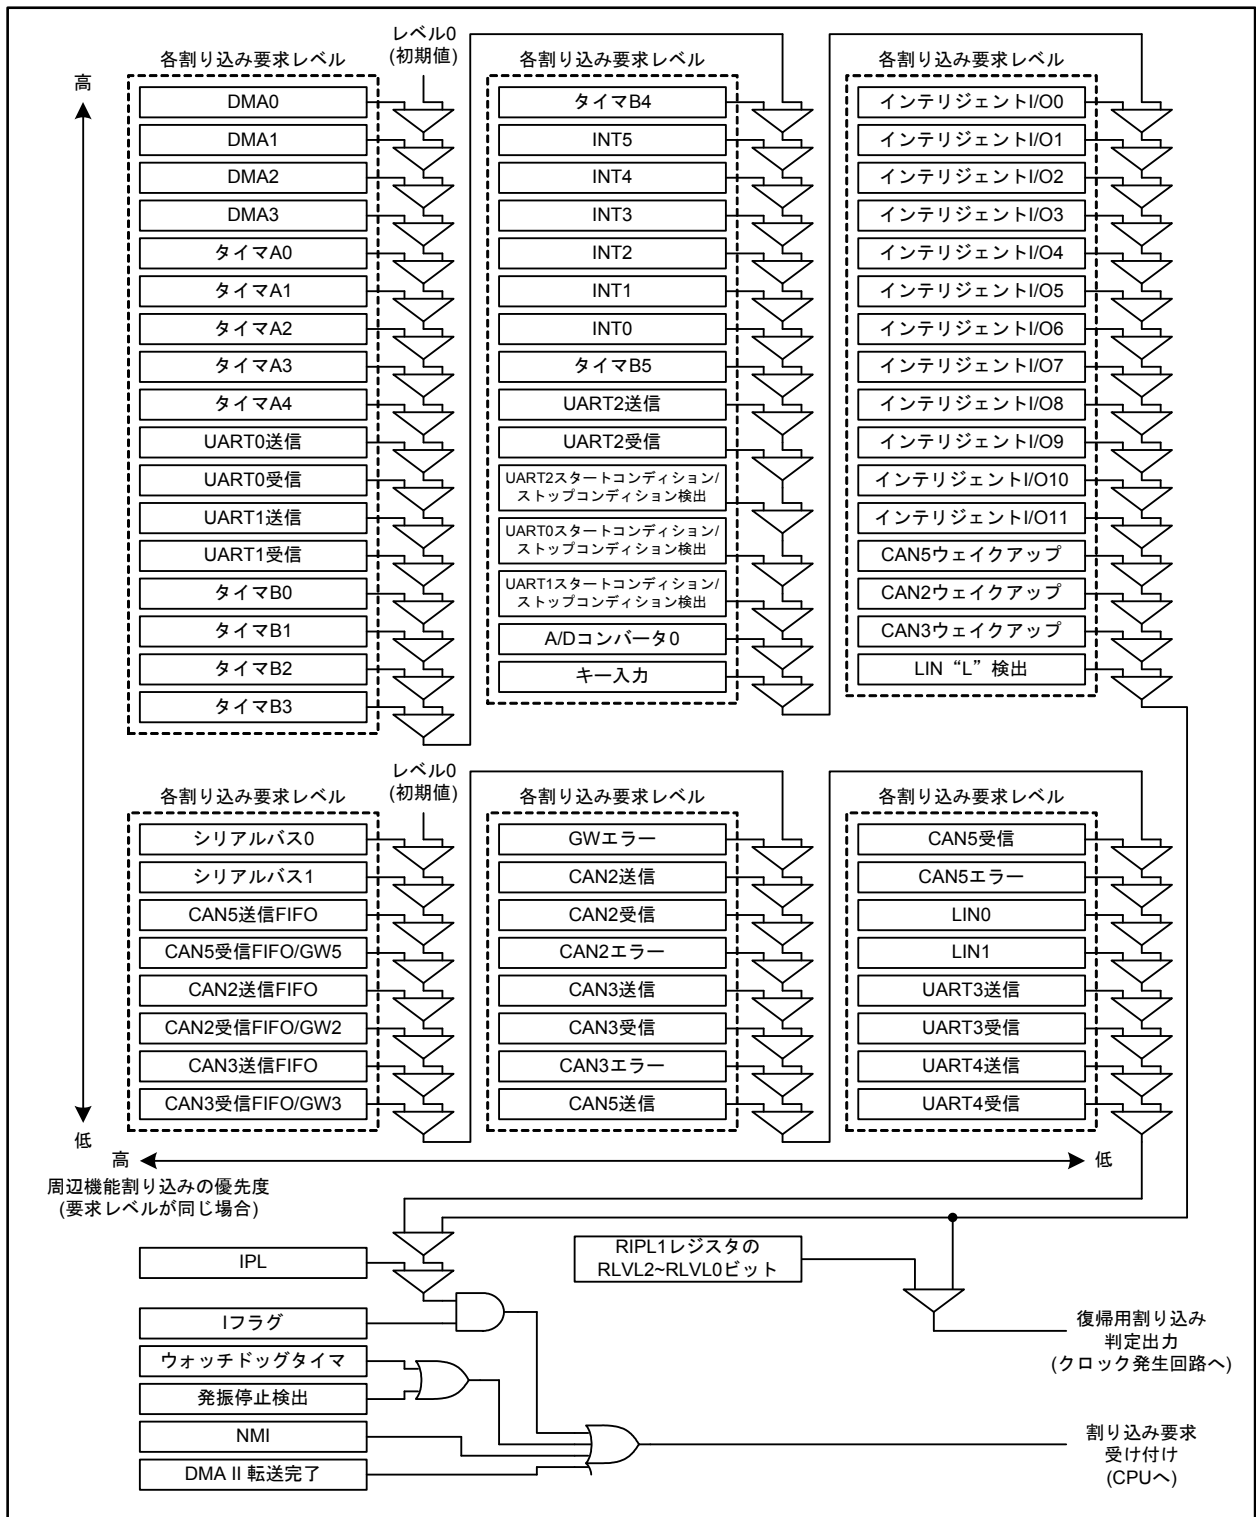 レベル0
(初期値)
各割り込み要求レベル
各割り込み要求レベル
各割り込み要求レベル
高
DMA0
DMA1
DMA2
DMA3
タイマA0
タイマA1
タイマA2
タイマA3
タイマA4
UART0送信
UART0受信
UART1送信
UART1受信
タイマB0
タイマB1
タイマB2
タイマB3
タイマB4
INT5
INT4
INT3
INT2
INT1
INT0
タイマB5
UART2送信
UART2受信
UART2スタートコンディション/
ストップコンディション検出
UART0スタートコンディション/
ストップコンディション検出
UART1スタートコンディション/
ストップコンディション検出
A/Dコンバータ0
キー入力
インテリジェントI/O0
インテリジェントI/O1
インテリジェントI/O2
インテリジェントI/O3
インテリジェントI/O4
インテリジェントI/O5
インテリジェントI/O6
インテリジェントI/O7
インテリジェントI/O8
インテリジェントI/O9
インテリジェントI/O10
インテリジェントI/O11
CAN5ウェイクアップ
CAN2ウェイクアップ
CAN3ウェイクアップ
LIN“L”検出
レベル0
(初期値)
各割り込み要求レベル
各割り込み要求レベル
各割り込み要求レベル
シリアルバス0
シリアルバス1
CAN5送信FIFO
CAN5受信FIFO/GW5
CAN2送信FIFO
CAN2受信FIFO/GW2
CAN3送信FIFO
CAN3受信FIFO/GW3
GWエラー
CAN2送信
CAN2受信
CAN2エラー
CAN3送信
CAN3受信
CAN3エラー
CAN5送信
CAN5受信
CAN5エラー
LIN0
LIN1
UART3送信
UART3受信
UART4送信
UART4受信
低
高
低
周辺機能割り込みの優先度
(要求レベルが同じ場合)
IPL
RIPL1レジスタの
RLVL2~RLVL0ビット
Iフラグ
ウォッチドッグタイマ
発振停止検出
NMI
DMA II 転送完了
復帰用割り込み
判定出力
(クロック発生回路へ)
割り込み要求
受け付け
(CPUへ)